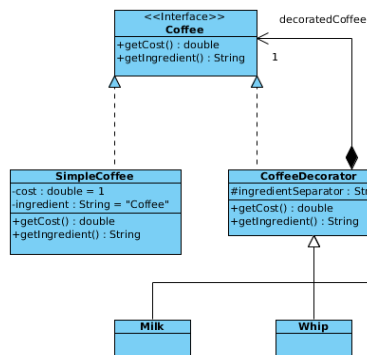 <<Interface>>
Coffee
+getCost() : double
+getIngredient() : String
decoratedCoffee
1
SimpleCoffee
-cost : double = 1
-ingredient : String = "Coffee"
+getCost() : double
+getIngredient() : String
CoffeeDecorator
#ingredientSeparator :
+getCost() : double
+getIngredient() : String
Milk
Whip